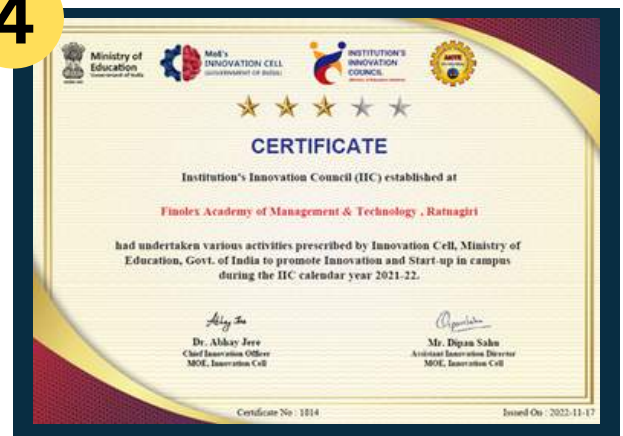 4
Ministry of
Education
Government of India
MoE's
INNOVATION CELL
(GOVERNMENT OF INDIA)
INSTITUTION'S
INNOVATION
COUNCIL
CERTIFICATE
Institution's Innovation Council (IIC) established at
Finolex Academy of Management & Technology , Ratnagiri
had undertaken various activities prescribed by Innovation Cell, Ministry of
Education, Govt. of India to promote Innovation and Start-up in campus
during the IIC calendar year 2021-22.
Dr. Abhay Jere
Chief Innovation Officer
MOE, Innovation Cell
Mr. Dipan Sahu
Assistant Innovation Director
MOE, Innovation Cell
Certificate No : 1814
Issued On : 2022-11-17